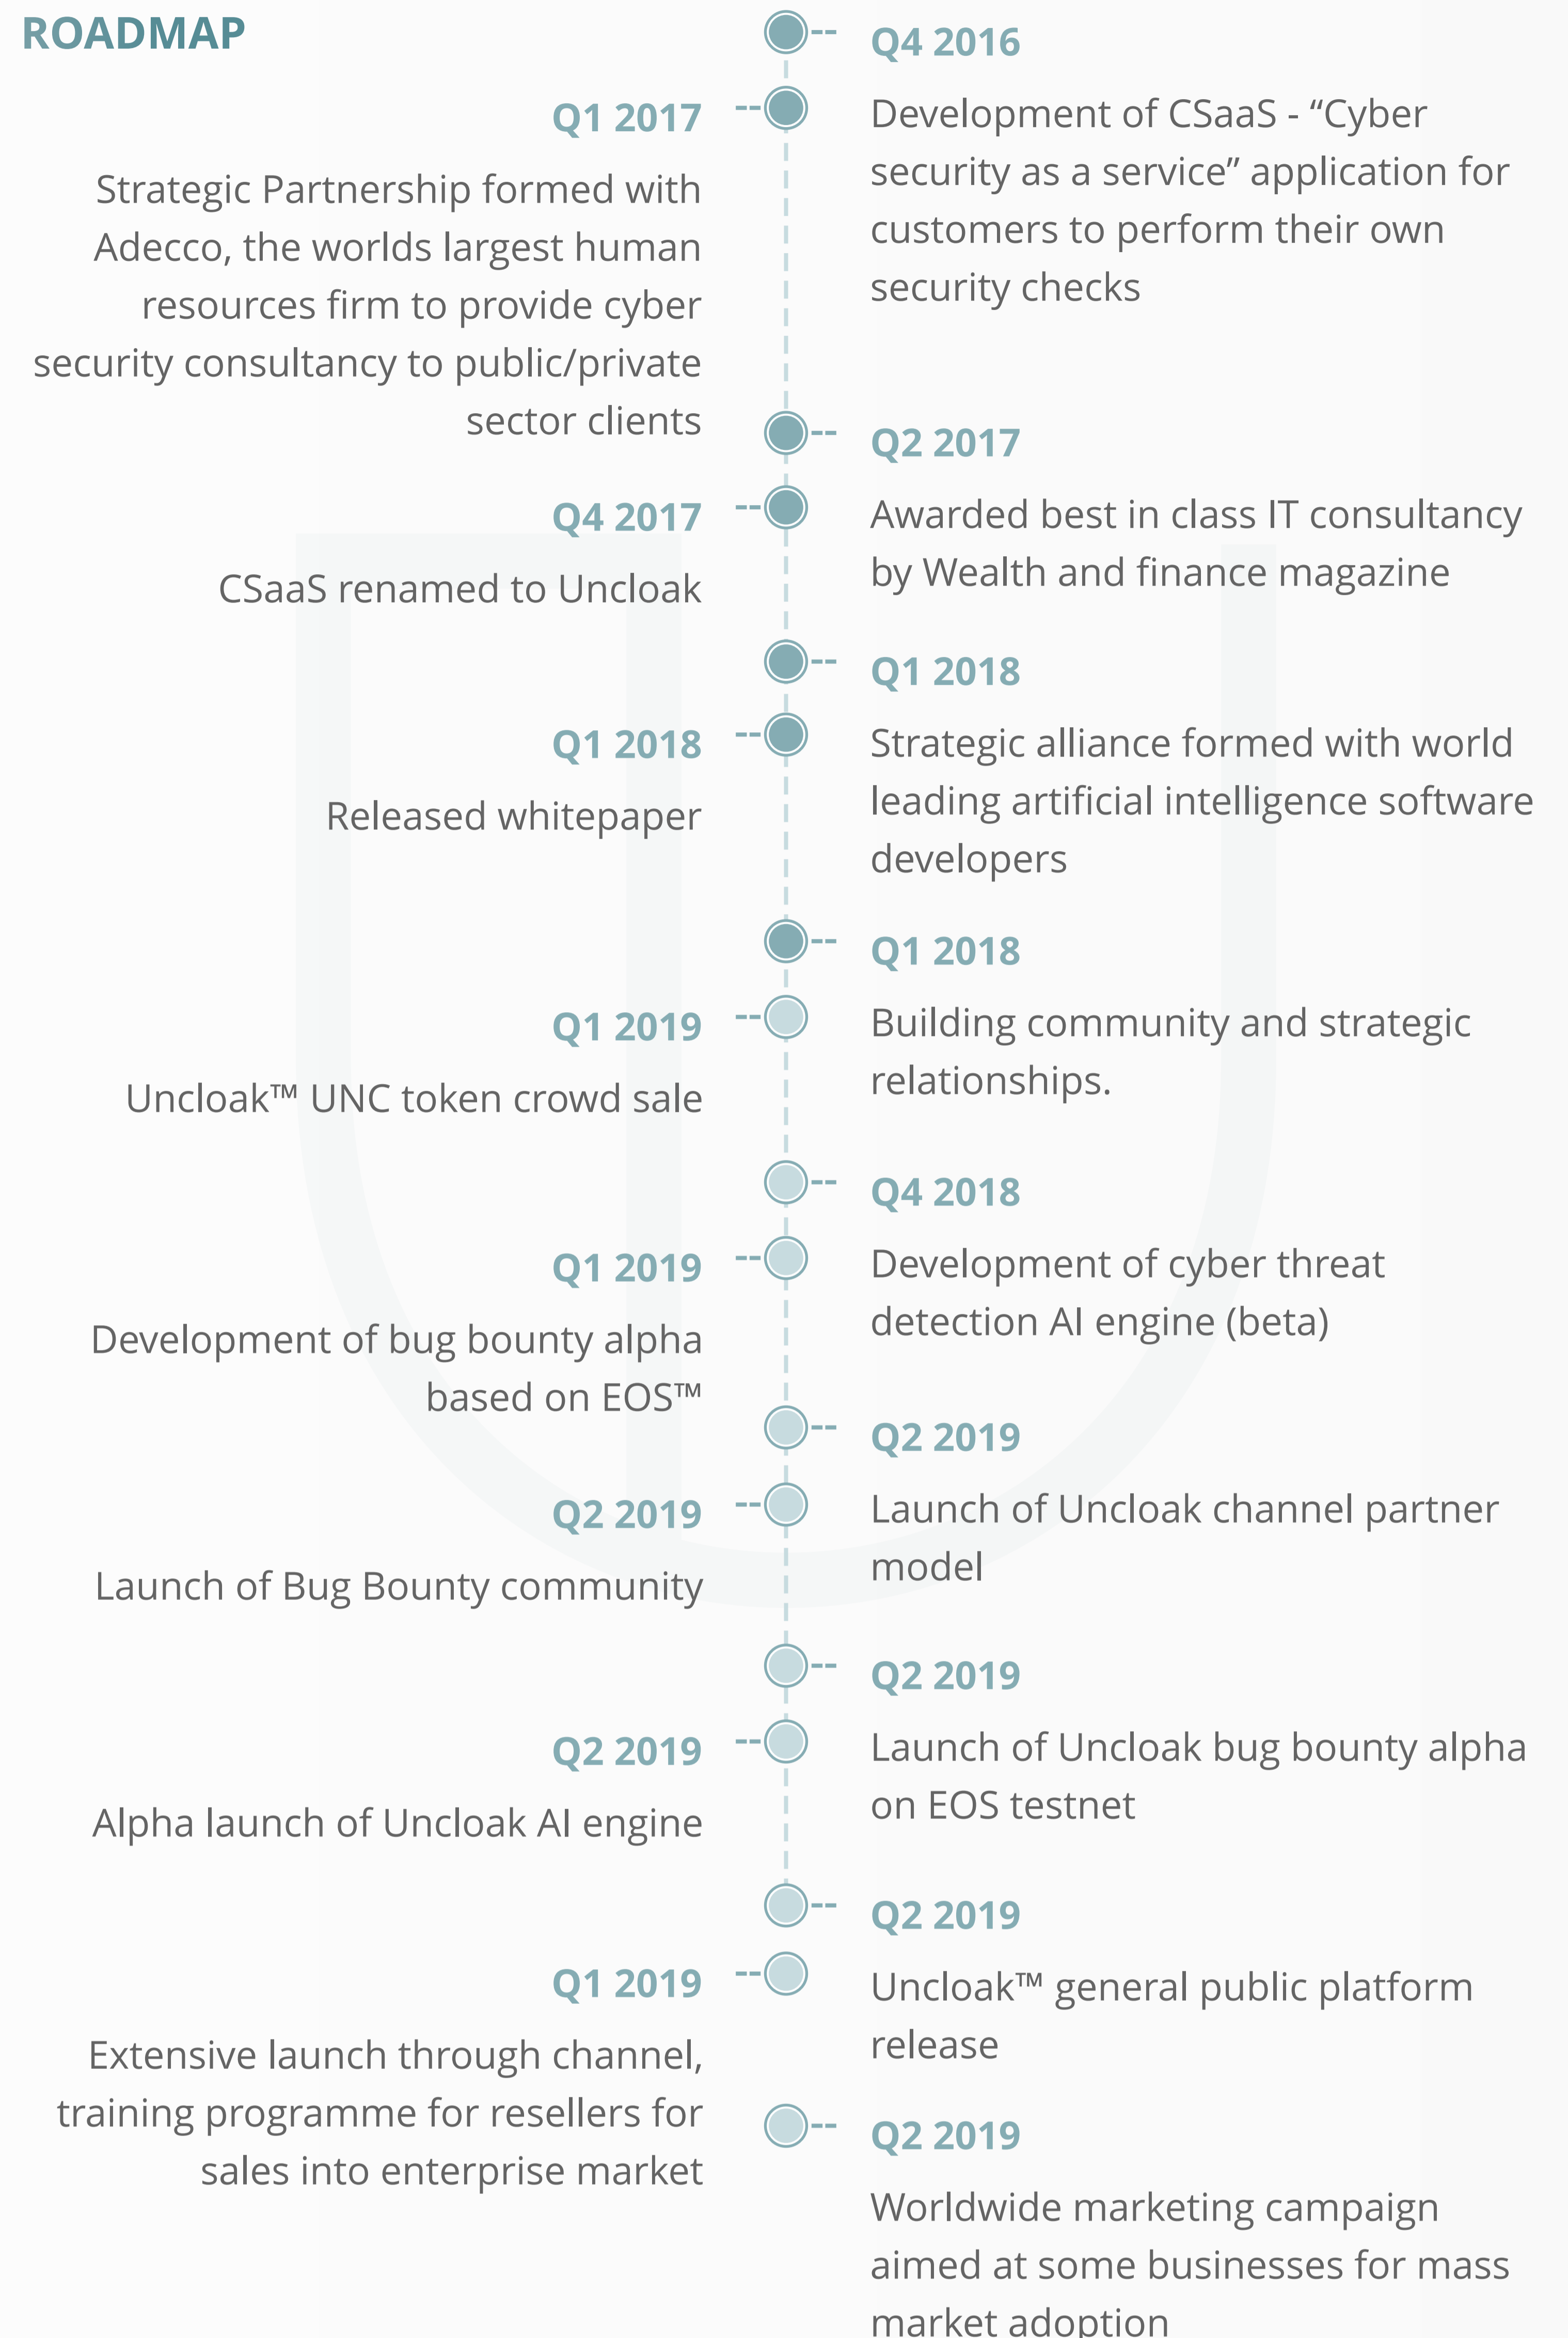 ROADMAP
Q4 2016
Development of CSaaS - “Cyber
security as a service” application for
customers to perform their own
security checks
Q1 2017
Strategic Partnership formed with
Adecco, the worlds largest human
resources firm to provide cyber
security consultancy to public/private
sector clients
Q2 2017
Awarded best in class IT consultancy
by Wealth and finance magazine
Q4 2017
CSaaS renamed to Uncloak
Q1 2018
Strategic alliance formed with world
leading artificial intelligence software
developers
Q1 2018
Released whitepaper
Q1 2018
Building community and strategic
relationships.
Q1 2019
Uncloak™ UNC token crowd sale
Q4 2018
Development of cyber threat
detection AI engine (beta)
Q1 2019
Development of bug bounty alpha
based on EOS™
Q2 2019
Launch of Uncloak channel partner
model
Q2 2019
Launch of Bug Bounty community
Q2 2019
Launch of Uncloak bug bounty alpha
on EOS testnet
Q2 2019
Alpha launch of Uncloak AI engine
Q2 2019
Uncloak™ general public platform
release
Q1 2019
Extensive launch through channel,
training programme for resellers for
sales into enterprise market
Q2 2019
Worldwide marketing campaign
aimed at some businesses for mass
market adoption